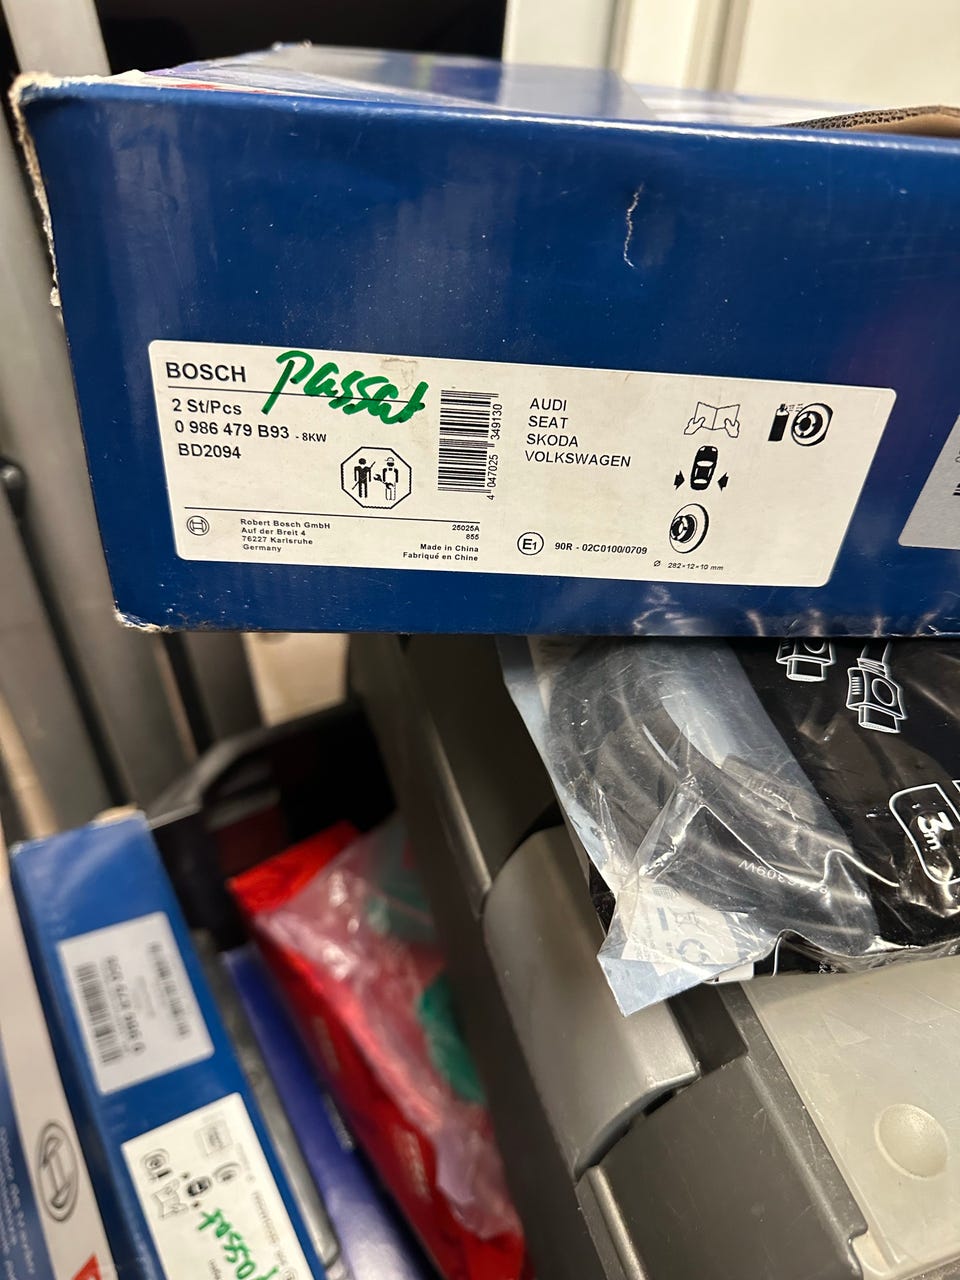 BOSCH
Passat
2 St/Pcs
0 986 479 B93 - 8KW
BD2094
4 047025 349130
AUDI
SEAT
SKODA
VOLKSWAGEN
Robert Bosch GmbH
Auf der Breit 4
76227 Karlsruhe
Germany
25025A
855
Made in China
Fabriqué en Chine
E1
90R - 02C0100/0709
Ø 282×12×10 mm
3m
Passat